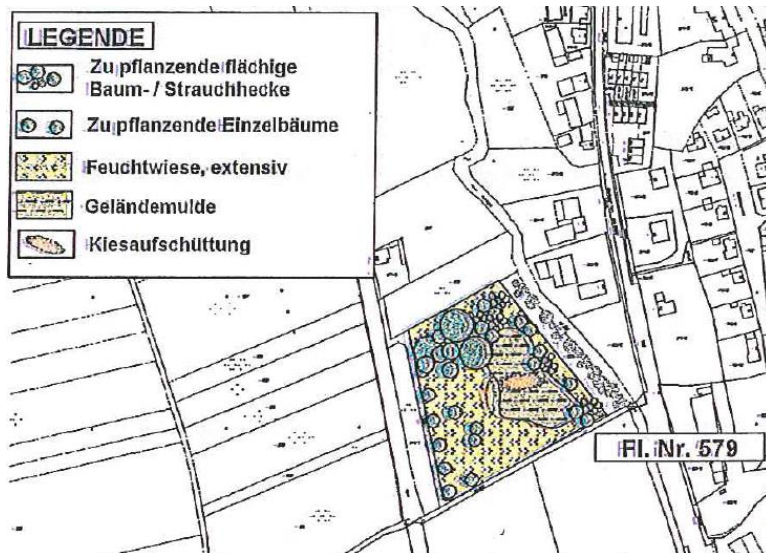 LEGENDE
Zu pflanzende flächige
Baum- / Strauchhecke
Zu pflanzende Einzelbäume
Feuchtwiese, extensiv
Geländemulde
Kiesaufschüttung
Fl. Nr. 579